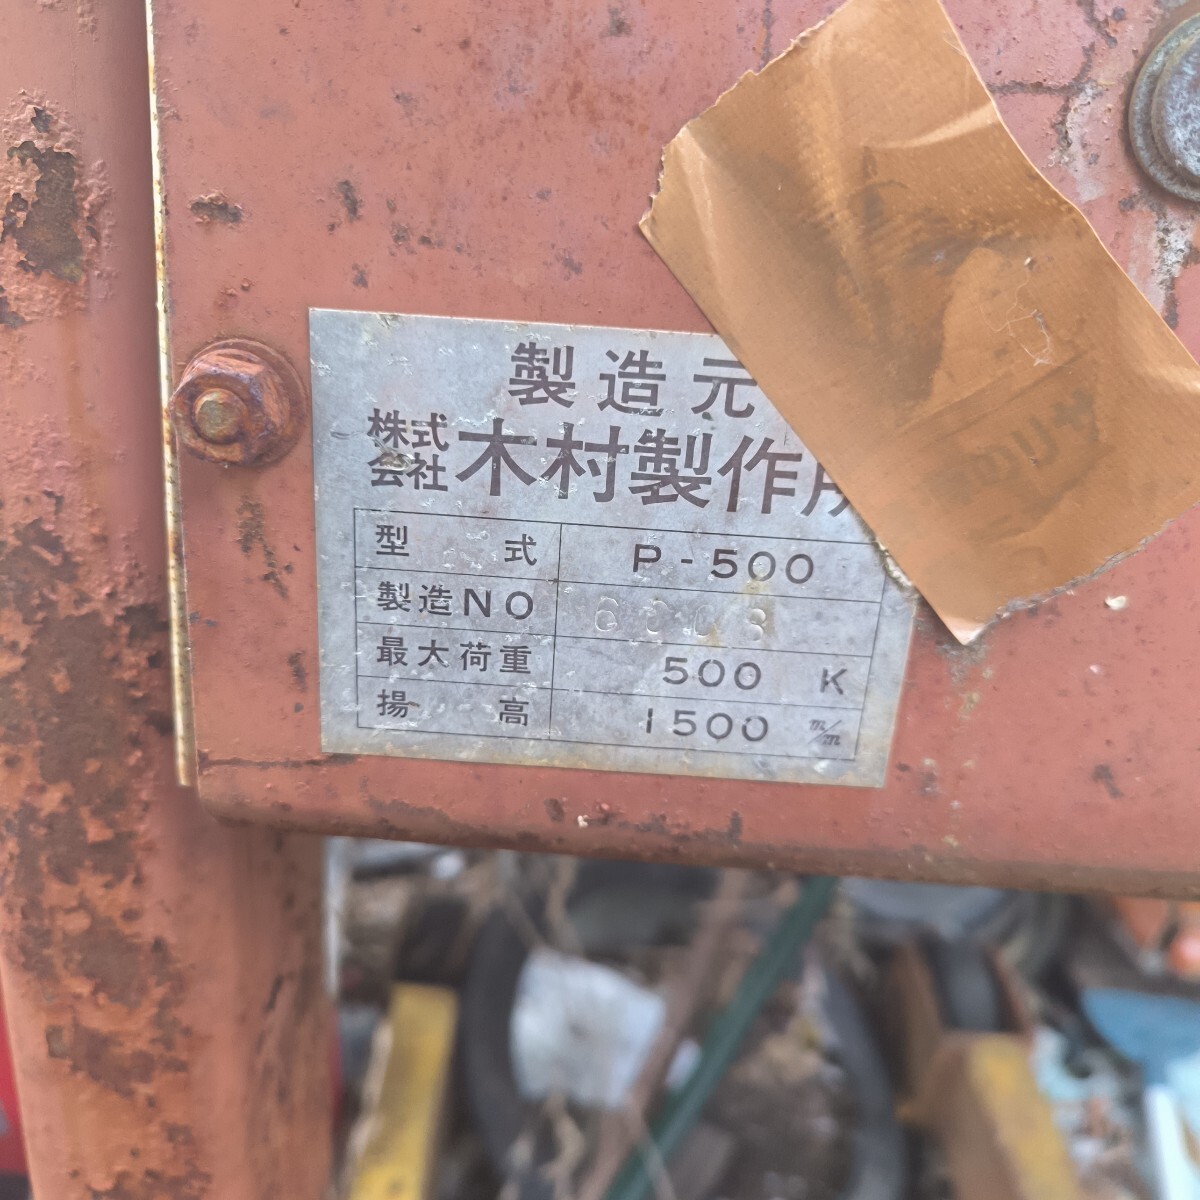 製造元
株式会社 木村製作所
型式 P-500
製造NO
最大荷重 500 K
揚高 1500 m/m